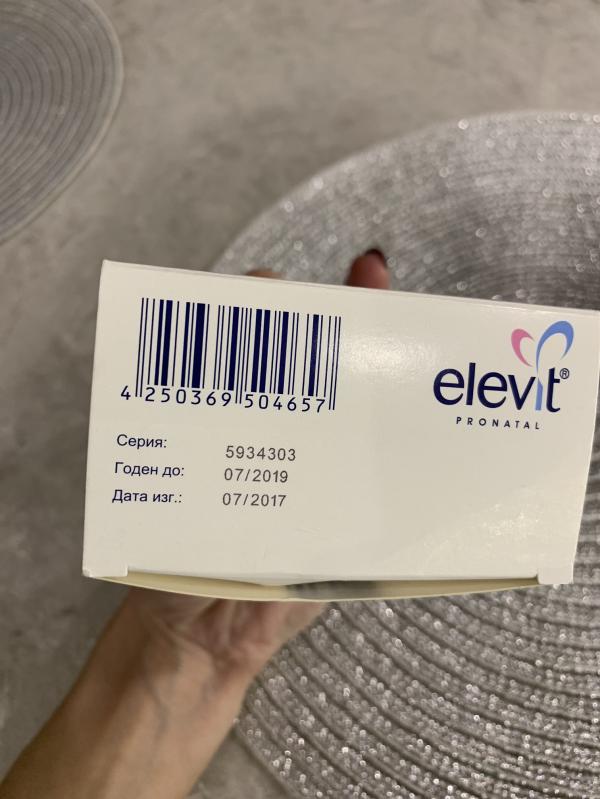 4 250369 504657
elevit®
PRONATAL
Серия: 5934303
Годен до: 07/2019
Дата изг.: 07/2017